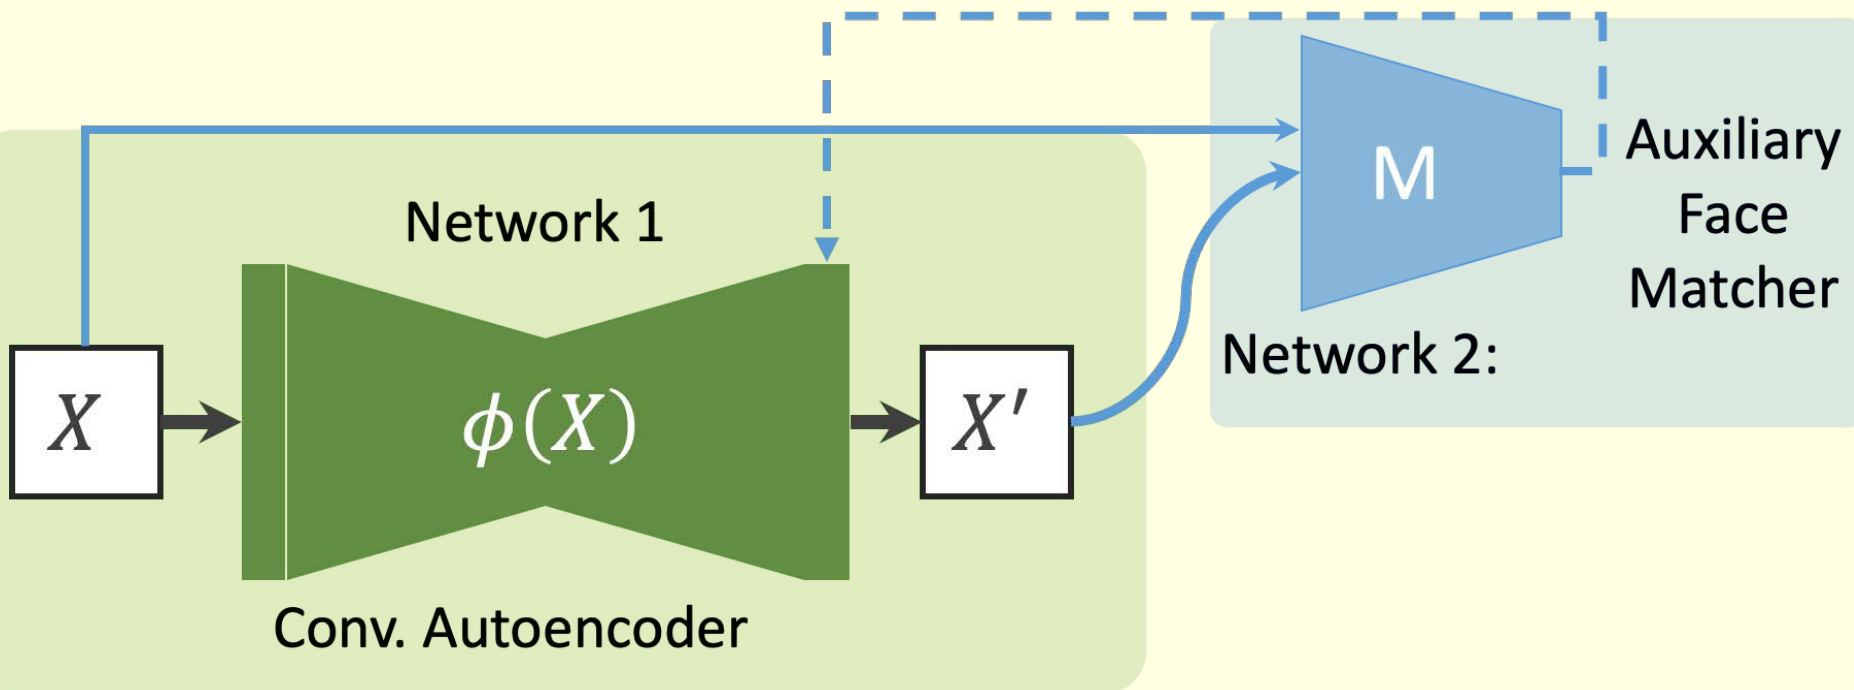 Network 1
X
ϕ(X)
X′
Conv. Autoencoder
M
Auxiliary
Face
Matcher
Network 2: